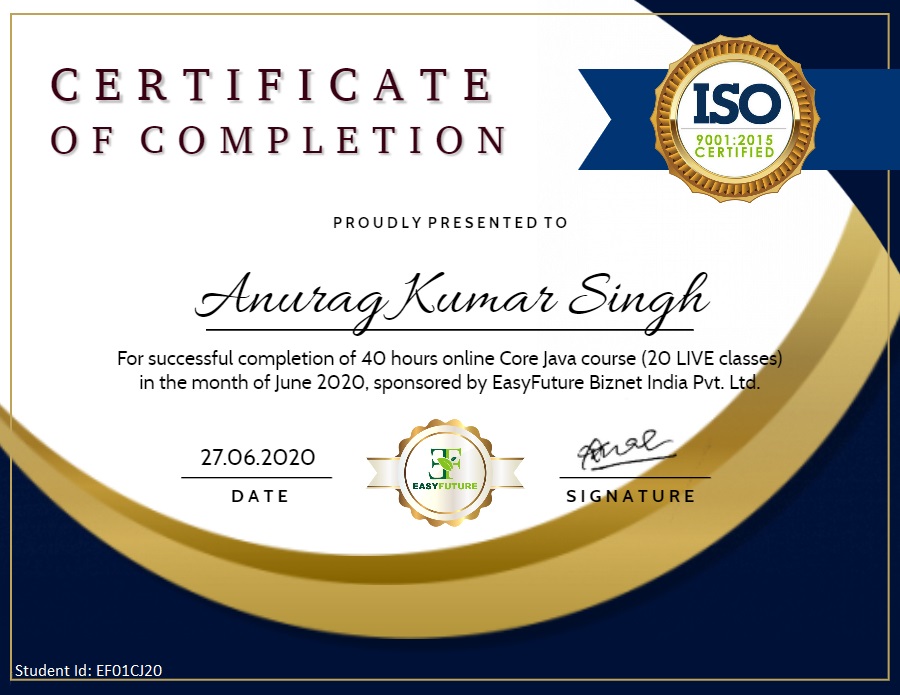 CERTIFICATE
OF COMPLETION
ISO
9001:2015
CERTIFIED
PROUDLY PRESENTED TO
Anurag Kumar Singh
For successful completion of 40 hours online Core Java course (20 LIVE classes)
in the month of June 2020, sponsored by EasyFuture Biznet India Pvt. Ltd.
27.06.2020
DATE
EF
EASYFUTURE
SIGNATURE
Student Id: EF01CJ20